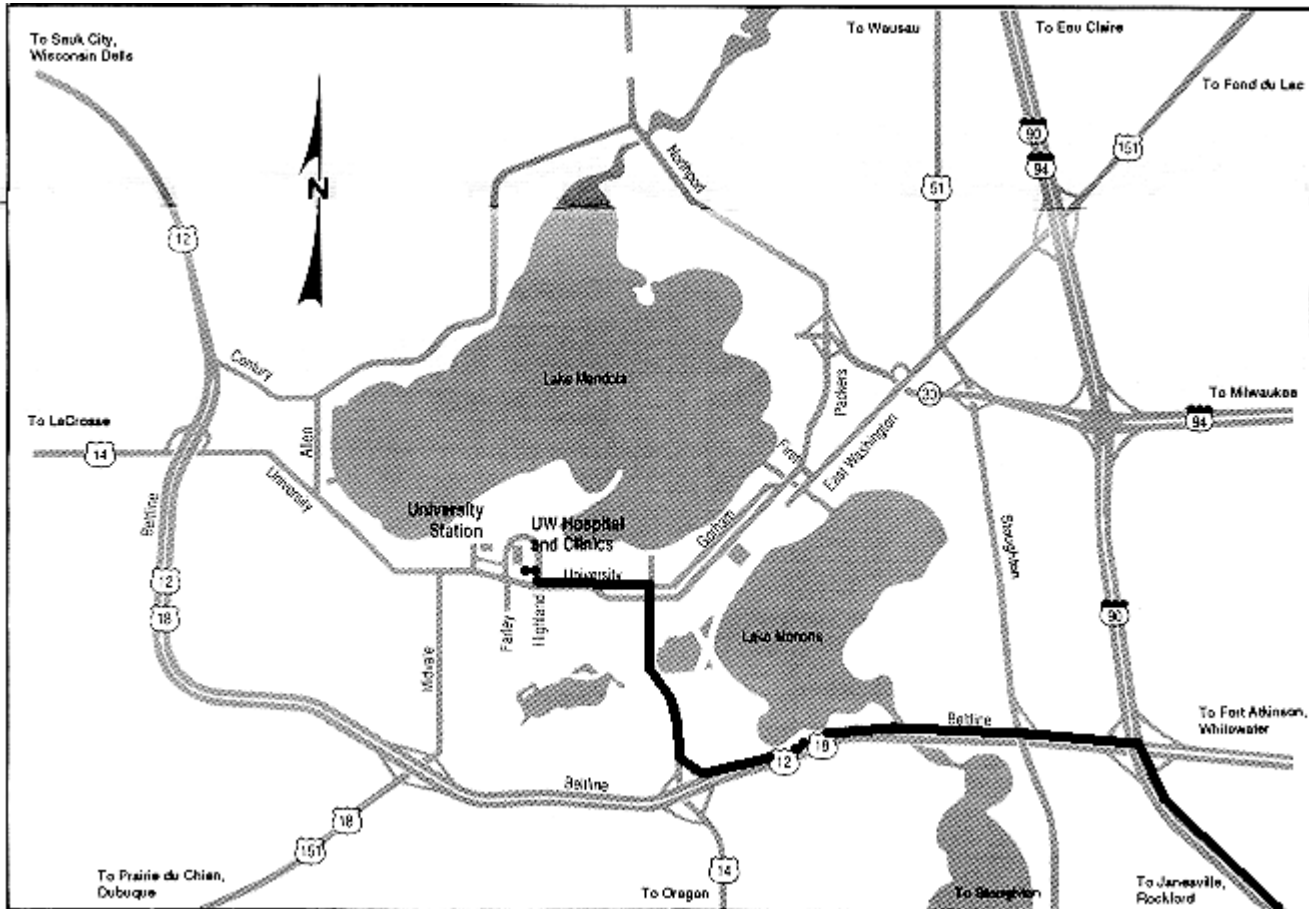 To Sauk City,
Wisconsin Dells
To Wausau
To Eau Claire
To Fond du Lac
N
Northport
90
94
151
51
12
Century
Lake Mendota
Packers
30
To Milwaukee
94
To LaCrosse
14
Allen
University
First
East Washington
Beltline
University
Station
UW Hospital
and Clinics
Gorham
Stoughton
University
12
18
Farley
Highland
90
Midvale
Lake Monona
Beltline
To Fort Atkinson,
Whitewater
18
12
Beltline
18
151
To Prairie du Chien,
Dubuque
14
To Oregon
To Stoughton
To Janesville,
Rockford